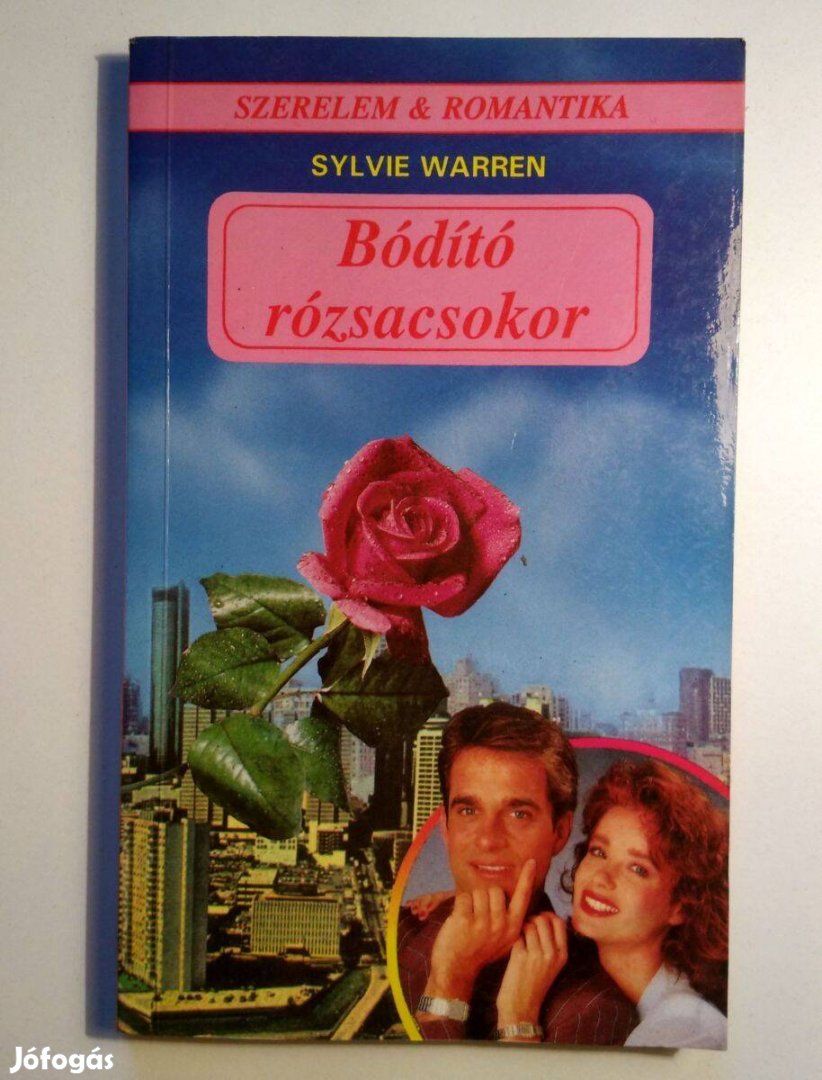 SZERELEM & ROMANTIKA
SYLVIE WARREN
Bódító
rózsacsokor
Jófogás